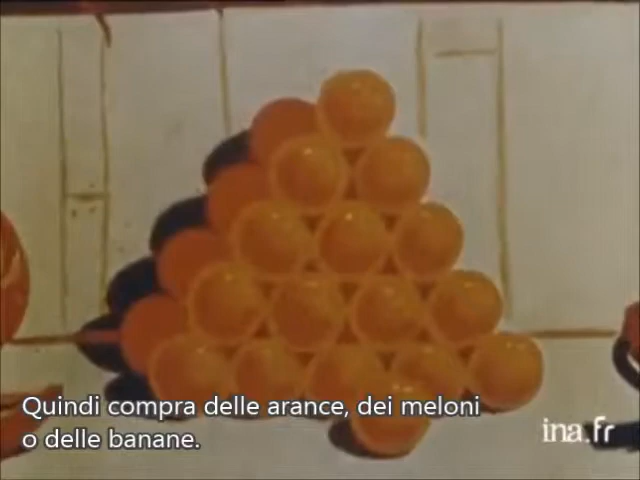 Quindi compra delle arance, dei meloni
o delle banane.
ina.fr